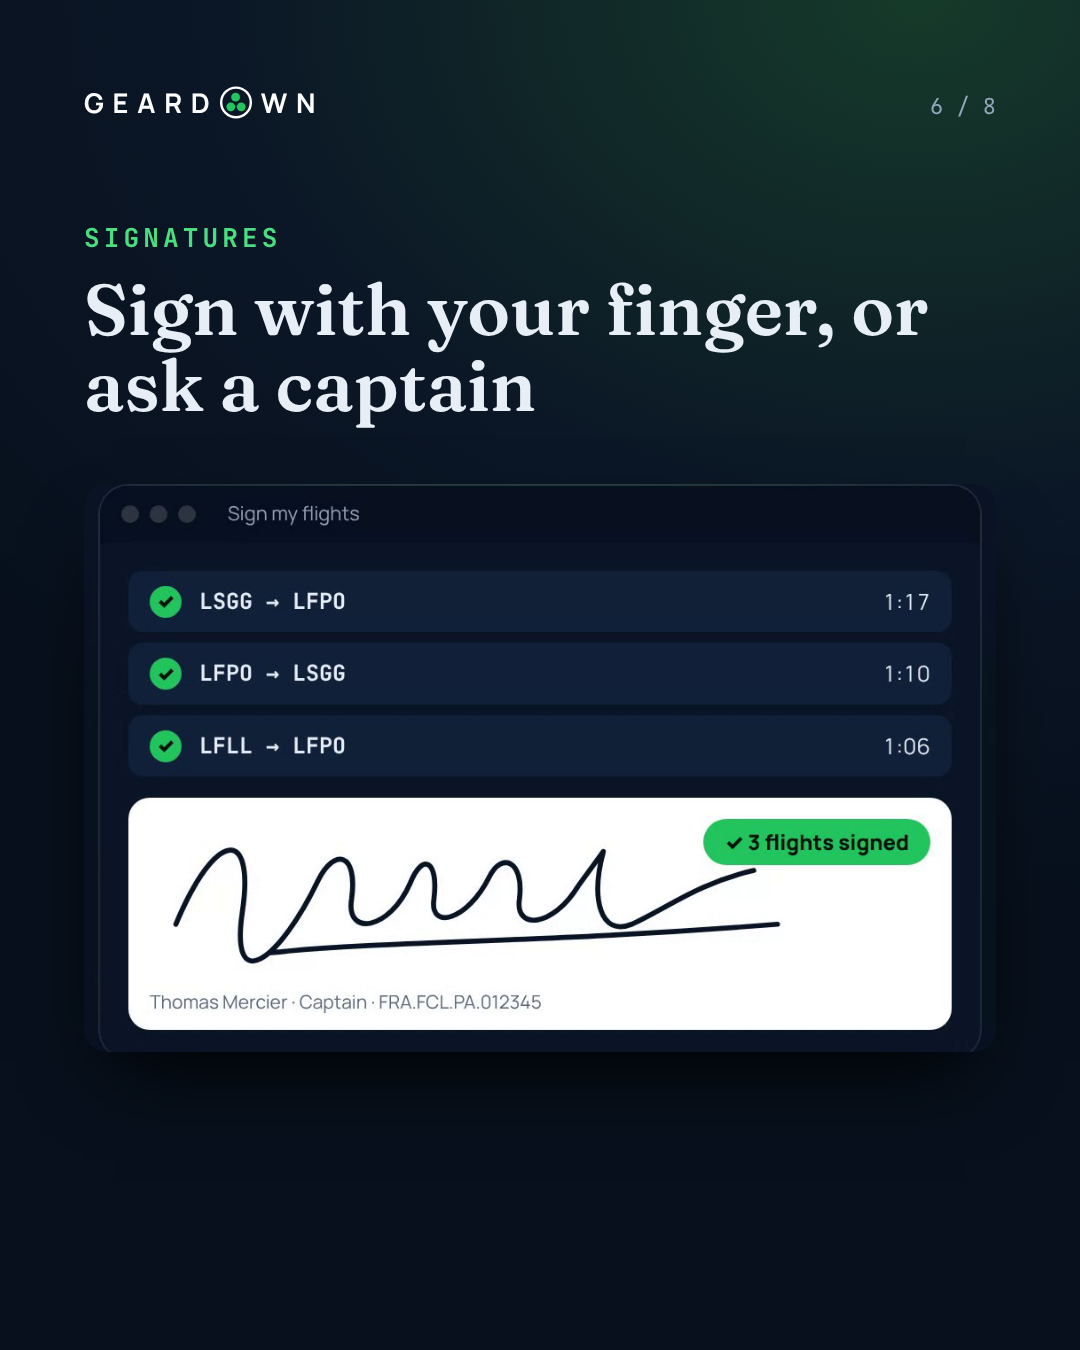 GEARDOWN
6 / 8
SIGNATURES
Sign with your finger, or
ask a captain
Sign my flights
LSGG → LFPO 1:17
LFPO → LSGG 1:10
LFLL → LFPO 1:06
✓ 3 flights signed
Thomas Mercier · Captain · FRA.FCL.PA.012345